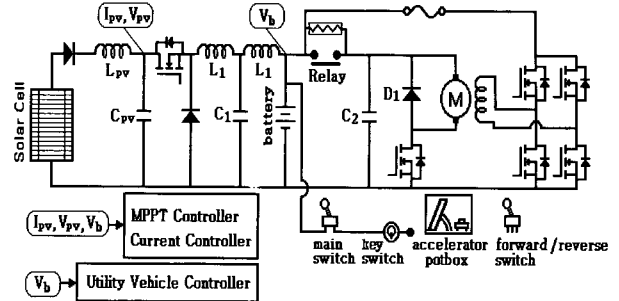 Ipv, Vpv
Vb
Lpv
L1
L1
Relay
Solar Cell
Cpv
C1
battery
C2
D1
M
Ipv, Vpv, Vb
MPPT Controller
Current Controller
main
switch
key
switch
accelerator
potbox
forward/reverse
switch
Vb
Utility Vehicle Controller